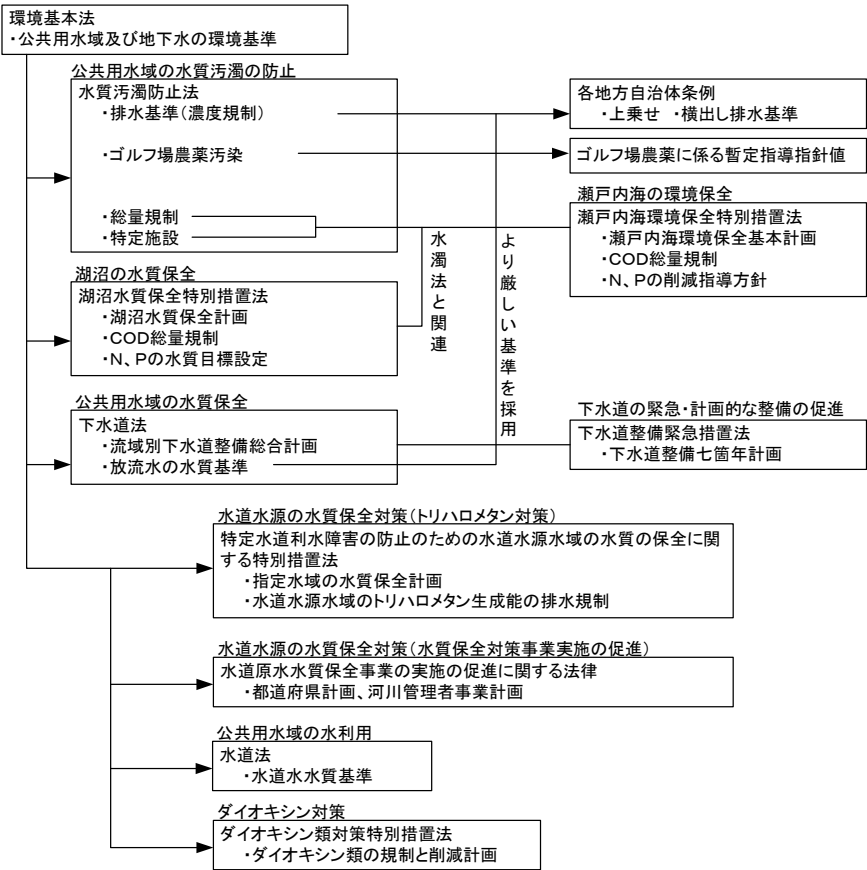 環境基本法
・公共用水域及び地下水の環境基準
公共用水域の水質汚濁の防止
水質汚濁防止法
・排水基準(濃度規制)
・ゴルフ場農薬汚染
・総量規制
・特定施設
各地方自治体条例
・上乗せ ・横出し排水基準
ゴルフ場農薬に係る暫定指導指針値
瀬戸内海の環境保全
瀬戸内海環境保全特別措置法
・瀬戸内海環境保全基本計画
・COD総量規制
・N、Pの削減指導方針
水濁法と関連
より厳しい基準を採用
湖沼の水質保全
湖沼水質保全特別措置法
・湖沼水質保全計画
・COD総量規制
・N、Pの水質目標設定
公共用水域の水質保全
下水道法
・流域別下水道整備総合計画
・放流水の水質基準
下水道の緊急・計画的な整備の促進
下水道整備緊急措置法
・下水道整備七箇年計画
水道水源の水質保全対策(トリハロメタン対策)
特定水道利水障害の防止のための水道水源水域の水質の保全に関
する特別措置法
・指定水域の水質保全計画
・水道水源水域のトリハロメタン生成能の排水規制
水道水源の水質保全対策(水質保全対策事業実施の促進)
水道原水水質保全事業の実施の促進に関する法律
・都道府県計画、河川管理者事業計画
公共用水域の水利用
水道法
・水道水水質基準
ダイオキシン対策
ダイオキシン類対策特別措置法
・ダイオキシン類の規制と削減計画